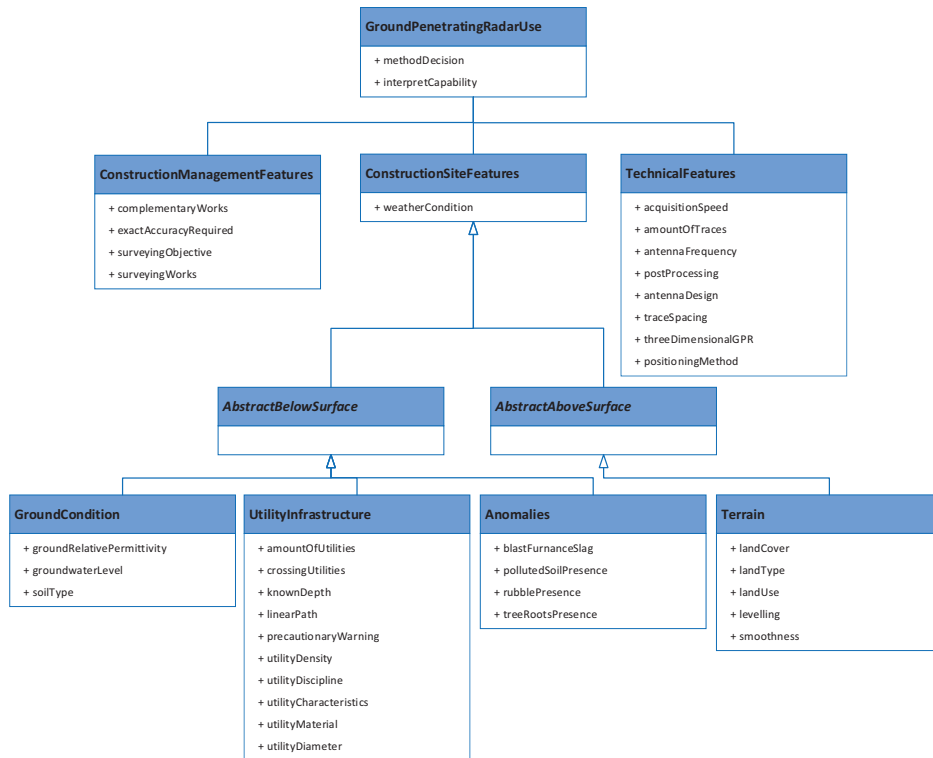 GroundPenetratingRadarUse
+ methodDecision
+ interpretCapability
ConstructionManagementFeatures
+ complementaryWorks
+ exactAccuracyRequired
+ surveyingObjective
+ surveyingWorks
ConstructionSiteFeatures
+ weatherCondition
TechnicalFeatures
+ acquisitionSpeed
+ amountOfTraces
+ antennaFrequency
+ postProcessing
+ antennaDesign
+ traceSpacing
+ threeDimensionalGPR
+ positioningMethod
AbstractBelowSurface
AbstractAboveSurface
GroundCondition
+ groundRelativePermittivity
+ groundwaterLevel
+ soilType
UtilityInfrastructure
+ amountOfUtilities
+ crossingUtilities
+ knownDepth
+ linearPath
+ precautionaryWarning
+ utilityDensity
+ utilityDiscipline
+ utilityCharacteristics
+ utilityMaterial
+ utilityDiameter
Anomalies
+ blastFurnanceSlag
+ pollutedSoilPresence
+ rubblePresence
+ treeRootsPresence
Terrain
+ landCover
+ landType
+ landUse
+ levelling
+ smoothness